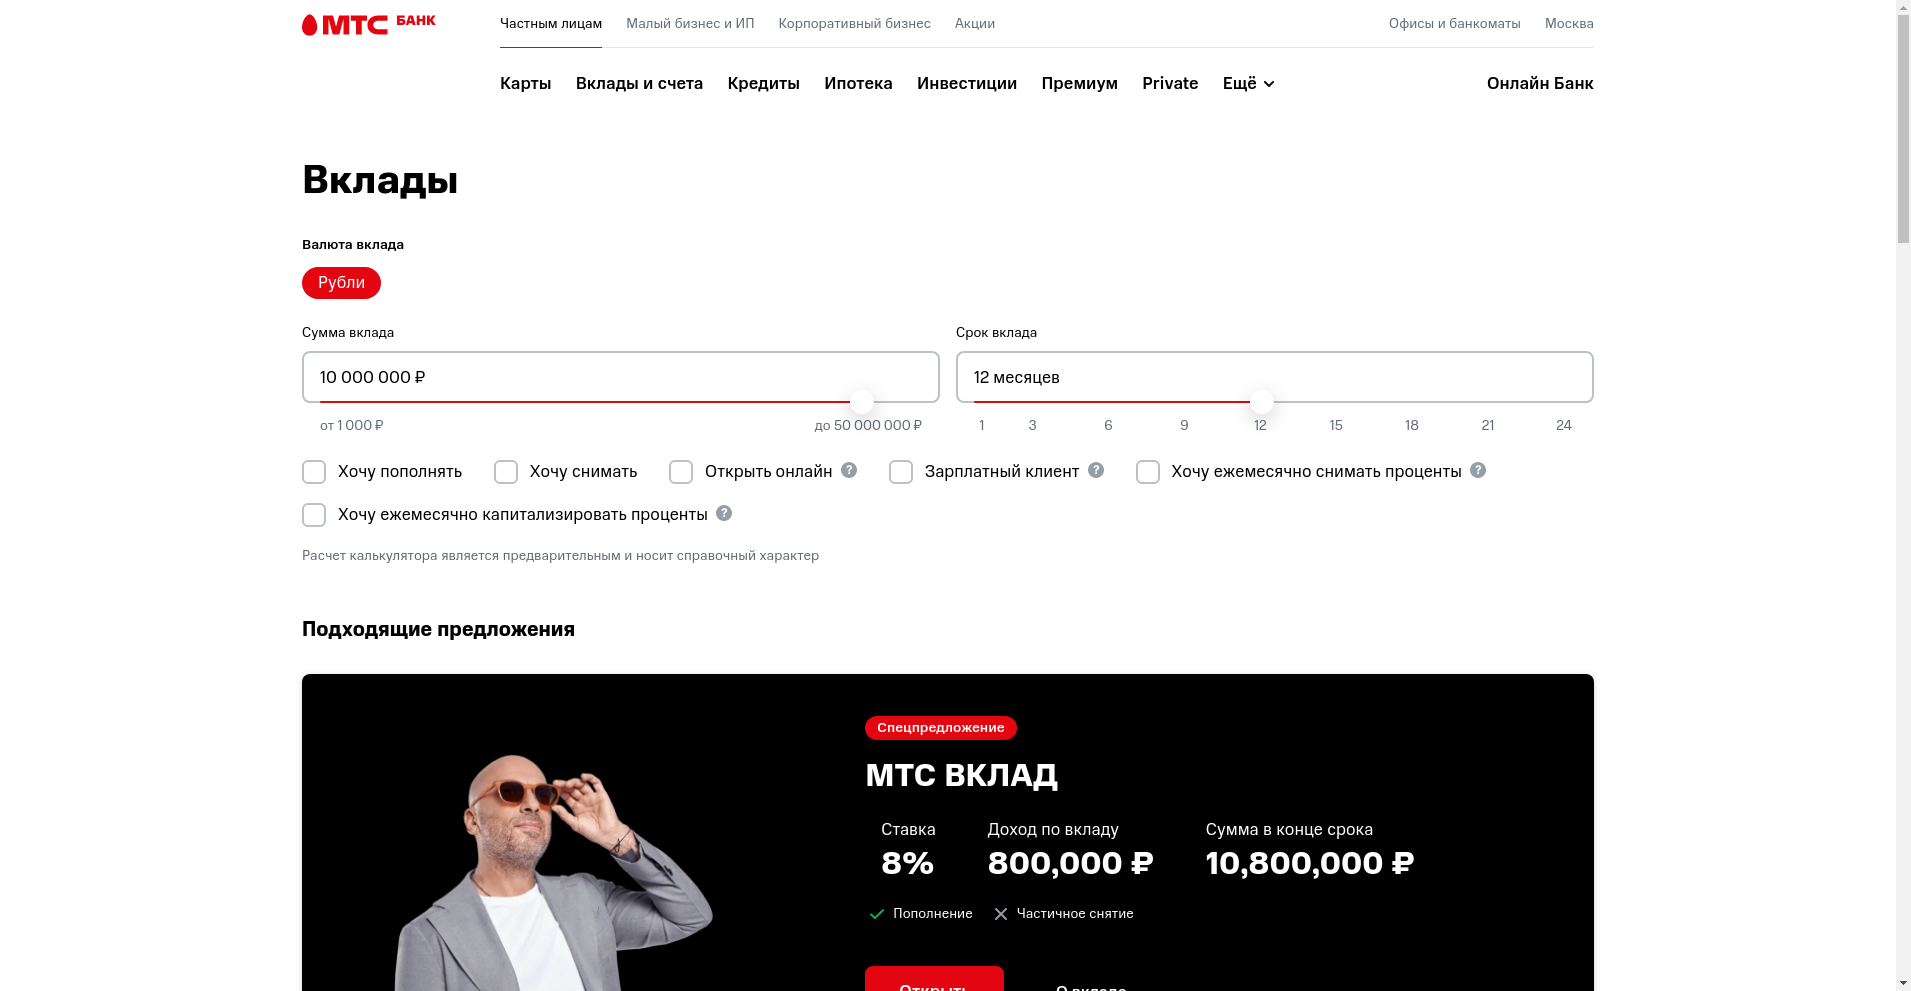 МТС БАНК
Частным лицам Малый бизнес и ИП Корпоративный бизнес Акции Офисы и банкоматы Москва
Карты Вклады и счета Кредиты Ипотека Инвестиции Премиум Private Ещё Онлайн Банк
Вклады
Валюта вклада
Рубли
Сумма вклада
10 000 000 ₽
от 1 000 ₽ до 50 000 000 ₽
Срок вклада
12 месяцев
1 3 6 9 12 15 18 21 24
Хочу пополнять Хочу снимать Открыть онлайн ? Зарплатный клиент ? Хочу ежемесячно снимать проценты ?
Хочу ежемесячно капитализировать проценты ?
Расчет калькулятора является предварительным и носит справочный характер
Подходящие предложения
Спецпредложение
МТС ВКЛАД
Ставка Доход по вкладу Сумма в конце срока
8% 800,000 ₽ 10,800,000 ₽
Пополнение Частичное снятие
Открыть О вкладе